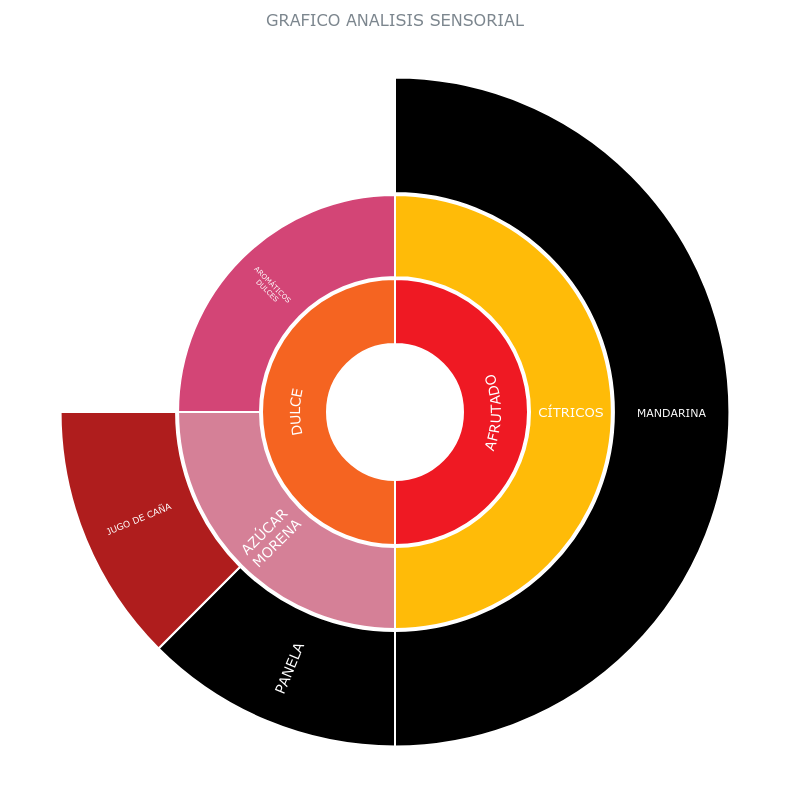 GRAFICO ANALISIS SENSORIAL
AROMÁTICOS
DULCES
DULCE
AFRUTADO
CÍTRICOS
MANDARINA
JUGO DE CAÑA
AZÚCAR
MORENA
PANELA